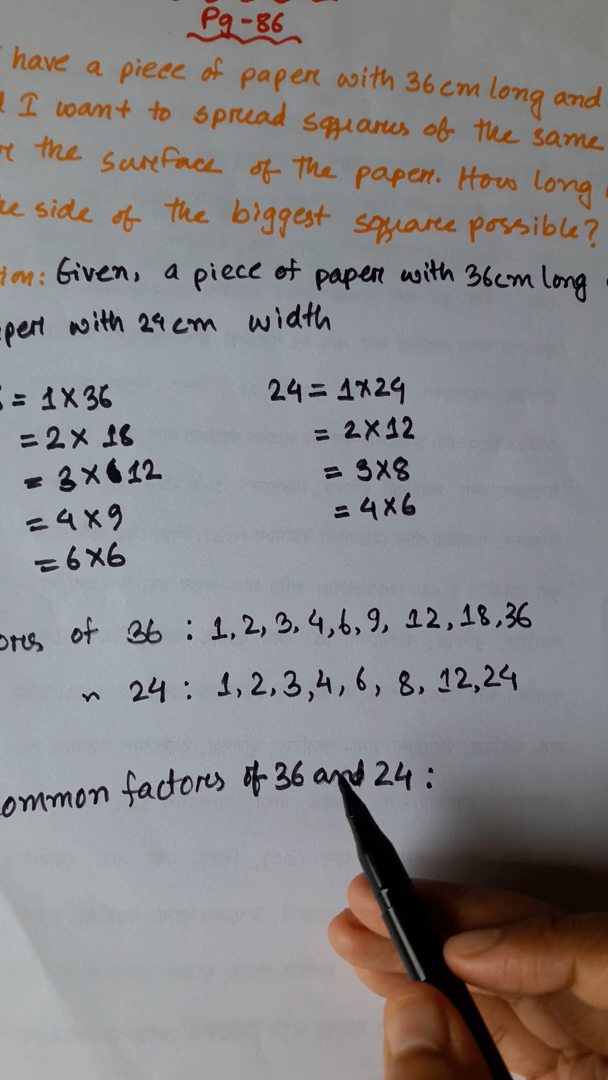 Pg-86
have a piece of paper with 36cm long and
I want to spread squares of the same
the surface of the paper. How long
side of the biggest square possible?
tion: Given, a piece of paper with 36cm long
per with 24cm width
= 1×36
= 2× 18
= 3× 12
= 4×9
= 6×6
24 = 1×24
= 2×12
= 3×8
= 4×6
ors of 36 : 1, 2, 3, 4, 6, 9, 12, 18, 36
" 24 : 1, 2, 3, 4, 6, 8, 12, 24
ommon factors of 36 and 24 :